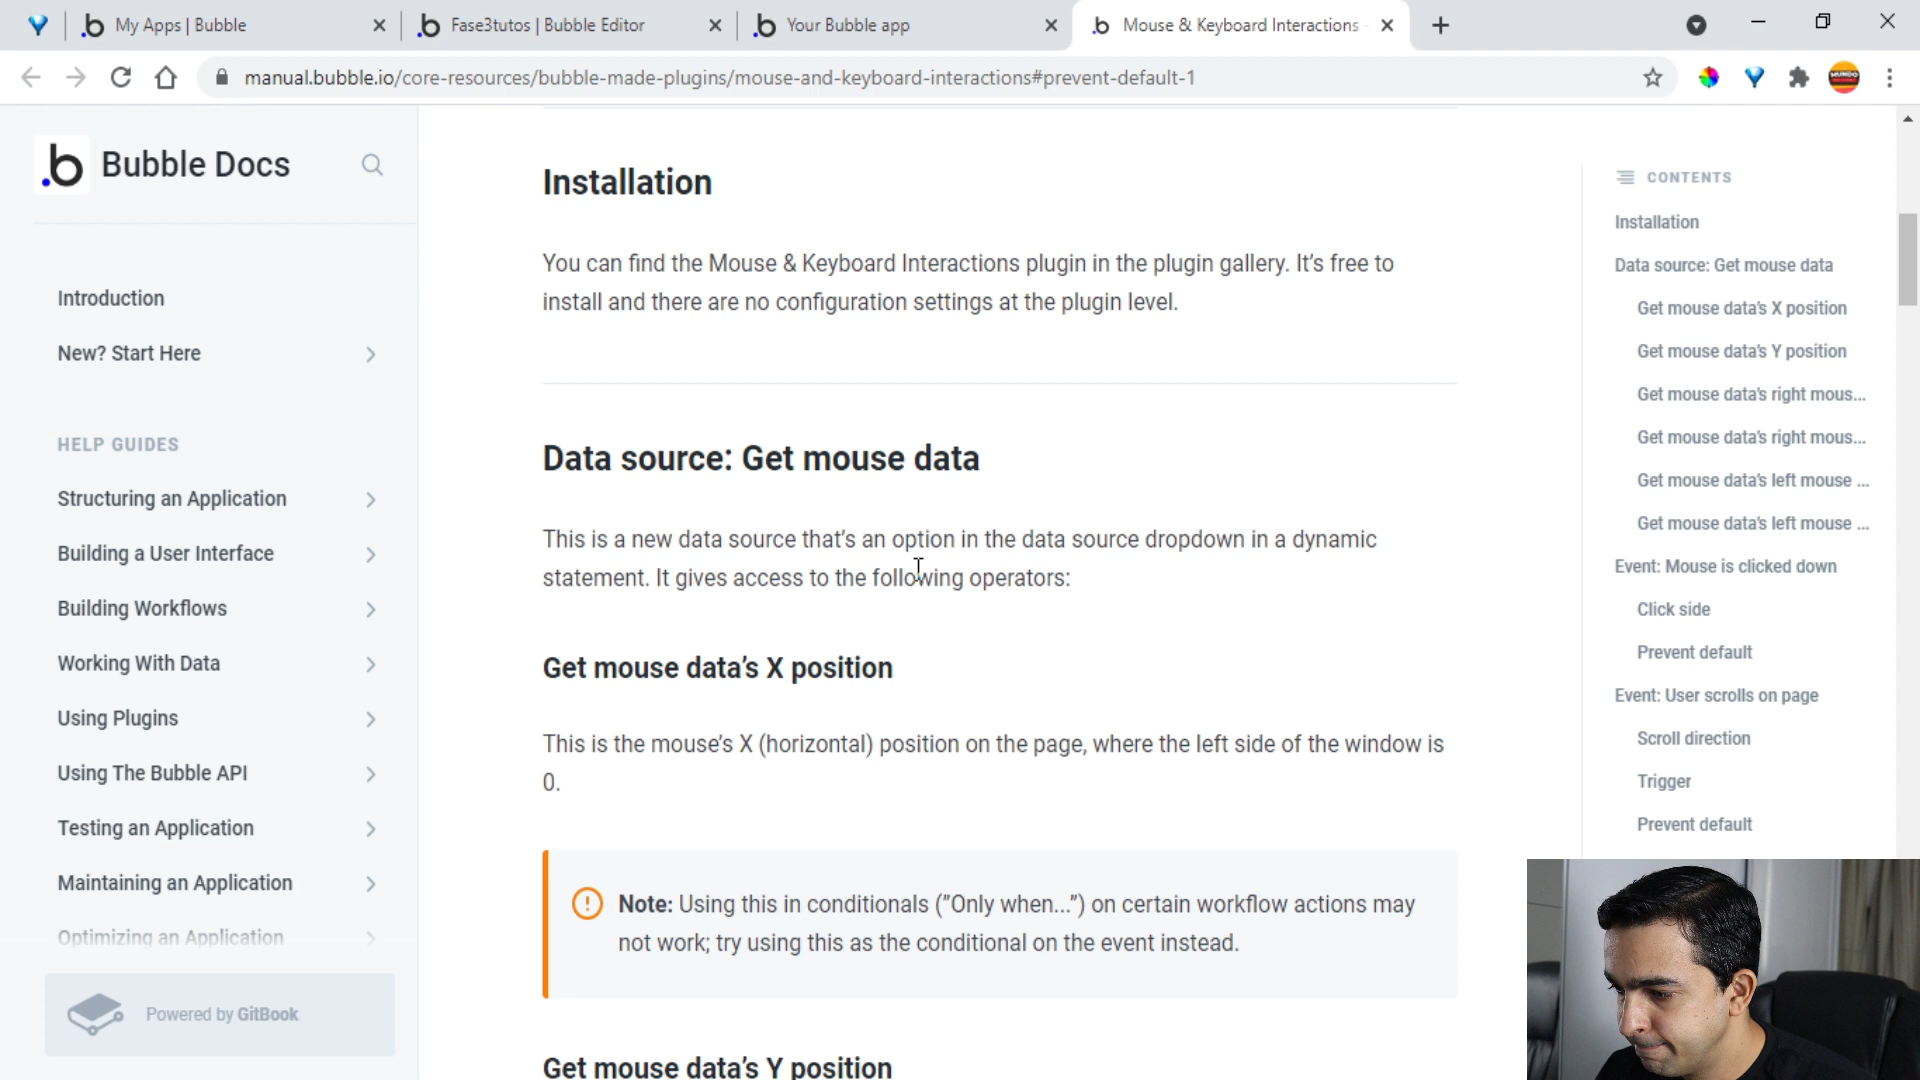 My Apps | Bubble
Fase3tutos | Bubble Editor
Your Bubble app
Mouse & Keyboard Interactions -
manual.bubble.io/core-resources/bubble-made-plugins/mouse-and-keyboard-interactions#prevent-default-1
MUNDO
.b Bubble Docs
Introduction
New? Start Here
HELP GUIDES
Structuring an Application
Building a User Interface
Building Workflows
Working With Data
Using Plugins
Using The Bubble API
Testing an Application
Maintaining an Application
Optimizing an Application
Powered by GitBook
Installation
You can find the Mouse & Keyboard Interactions plugin in the plugin gallery. It’s free to
install and there are no configuration settings at the plugin level.
Data source: Get mouse data
This is a new data source that’s an option in the data source dropdown in a dynamic
statement. It gives access to the following operators:
Get mouse data’s X position
This is the mouse’s X (horizontal) position on the page, where the left side of the window is
0.
Note: Using this in conditionals ("Only when...") on certain workflow actions may
not work; try using this as the conditional on the event instead.
Get mouse data’s Y position
CONTENTS
Installation
Data source: Get mouse data
Get mouse data’s X position
Get mouse data’s Y position
Get mouse data’s right mous...
Get mouse data’s right mous...
Get mouse data’s left mouse ...
Get mouse data’s left mouse ...
Event: Mouse is clicked down
Click side
Prevent default
Event: User scrolls on page
Scroll direction
Trigger
Prevent default